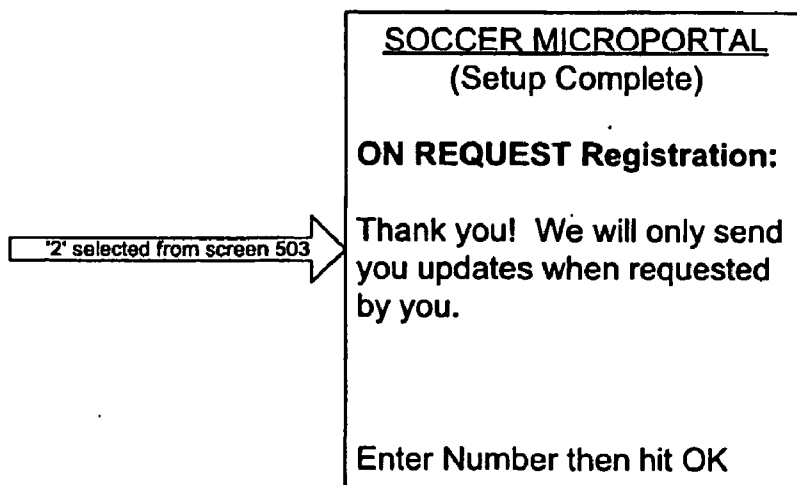 SOCCER MICROPORTAL
(Setup Complete)
ON REQUEST Registration:
'2' selected from screen 503
Thank you! We will only send
you updates when requested
by you.
Enter Number then hit OK